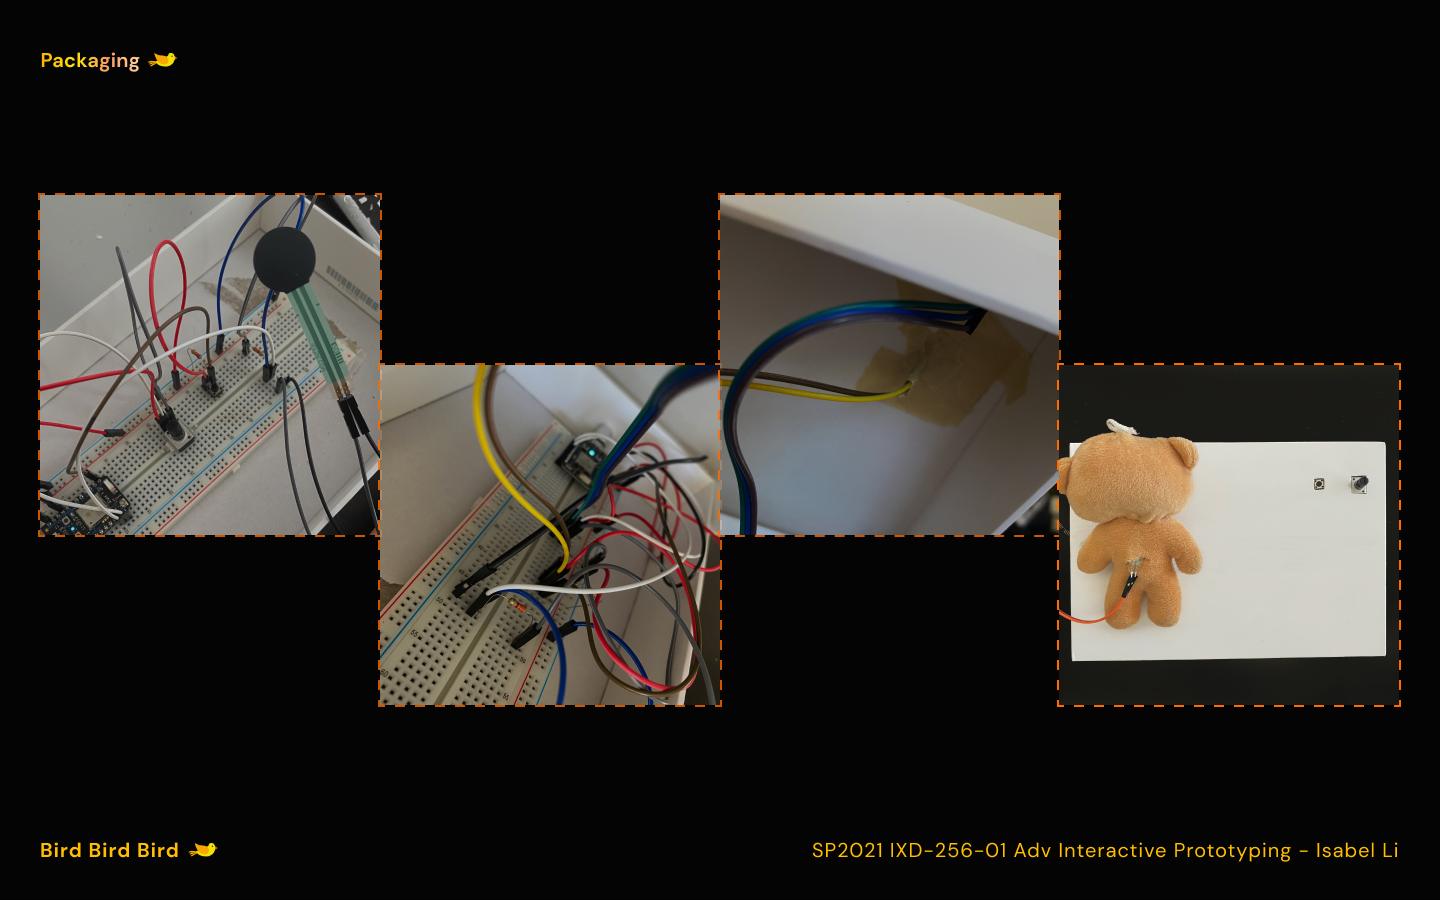 Packaging
Bird Bird Bird
SP2021 IXD-256-01 Adv Interactive Prototyping - Isabel Li